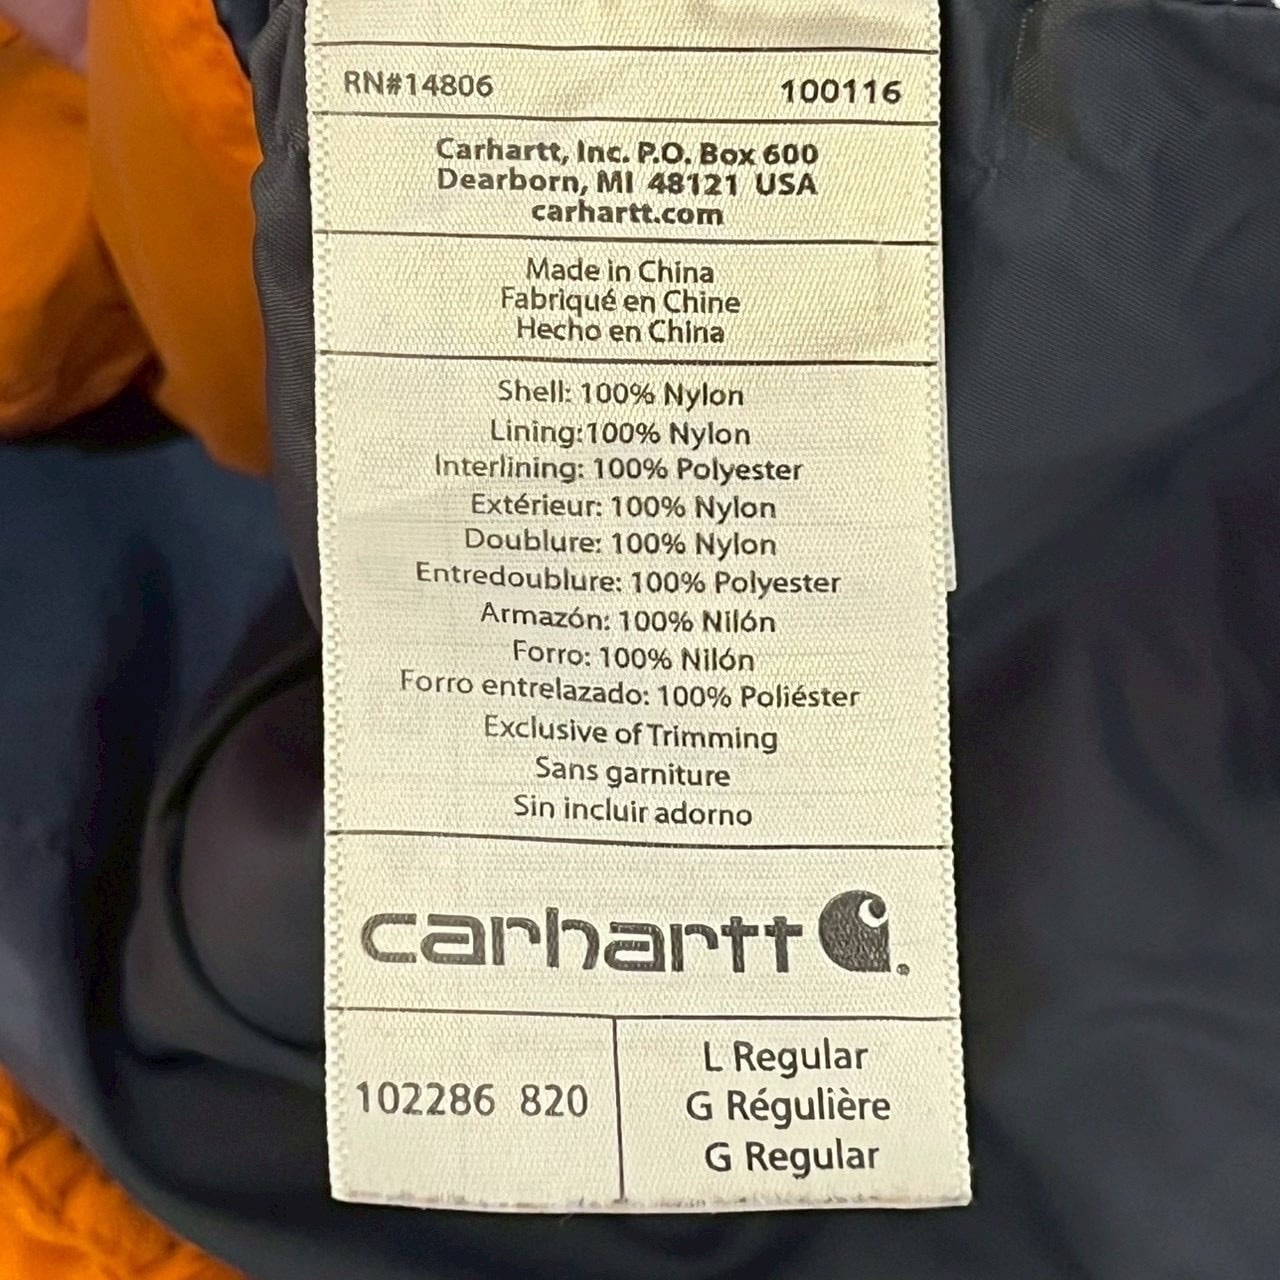 RN#14806 100116
Carhartt, Inc. P.O. Box 600
Dearborn, MI 48121 USA
carhartt.com
Made in China
Fabriqué en Chine
Hecho en China
Shell: 100% Nylon
Lining:100% Nylon
Interlining: 100% Polyester
Extérieur: 100% Nylon
Doublure: 100% Nylon
Entredoublure: 100% Polyester
Armazón: 100% Nilón
Forro: 100% Nilón
Forro entrelazado: 100% Poliéster
Exclusive of Trimming
Sans garniture
Sin incluir adorno
carhartt
102286 820
L Regular
G Régulière
G Regular